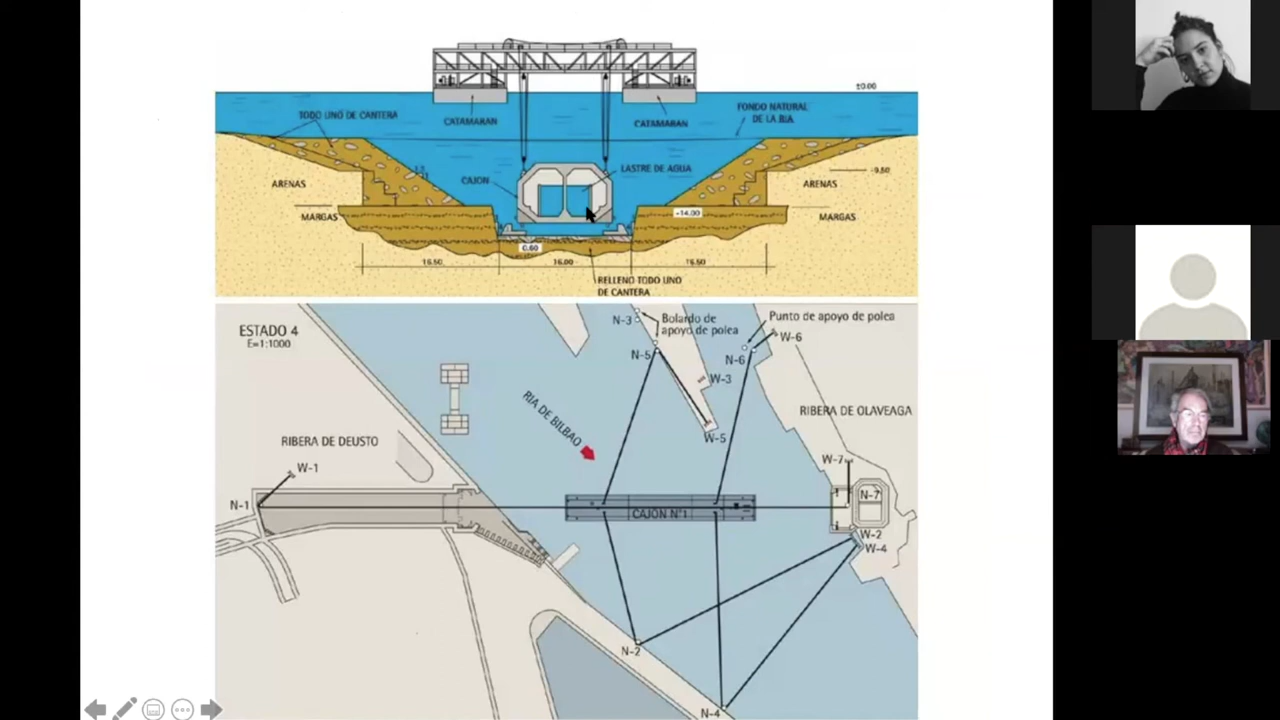 ±0.00
TODO UNO DE CANTERA
CATAMARAN
CATAMARAN
FONDO NATURAL
DE LA RIA
CAJON
LASTRE DE AGUA
ARENAS
-9.50
ARENAS
MARGAS
-14.00
MARGAS
0.60
16.50
16.00
16.50
RELLENO TODO UNO
DE CANTERA
ESTADO 4
E=1:1000
N-3
Bolardo de
apoyo de polea
Punto de apoyo de polea
W-6
N-5
N-6
W-3
RIA DE BILBAO
RIBERA DE OLAVEAGA
W-5
RIBERA DE DEUSTO
W-1
W-7
N-1
N-7
CAJON Nº1
W-2
W-4
N-2
N-4